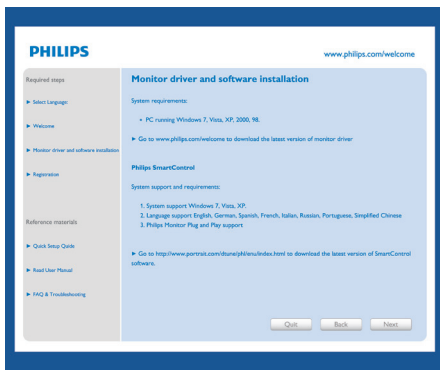 PHILIPS
www.philips.com/welcome
Required steps
Select Language
Welcome
Monitor driver and software installation
Registration
Reference materials
Quick Setup Guide
Read User Manual
FAQ & Troubleshooting
Monitor driver and software installation
System requirements:
• PC running Windows 7, Vista, XP, 2000, 98.
Go to www.philips.com/welcome to download the latest version of monitor driver
Philips SmartControl
System support and requirements:
1. System support Windows 7, Vista, XP.
2. Language support English, German, Spanish, French, Italian, Russian, Portuguese, Simplified Chinese
3. Philips Monitor Plug and Play support
Go to http://www.portrait.com/dtune/phl/enu/index.html to download the latest version of SmartControl
software.
Quit
Back
Next